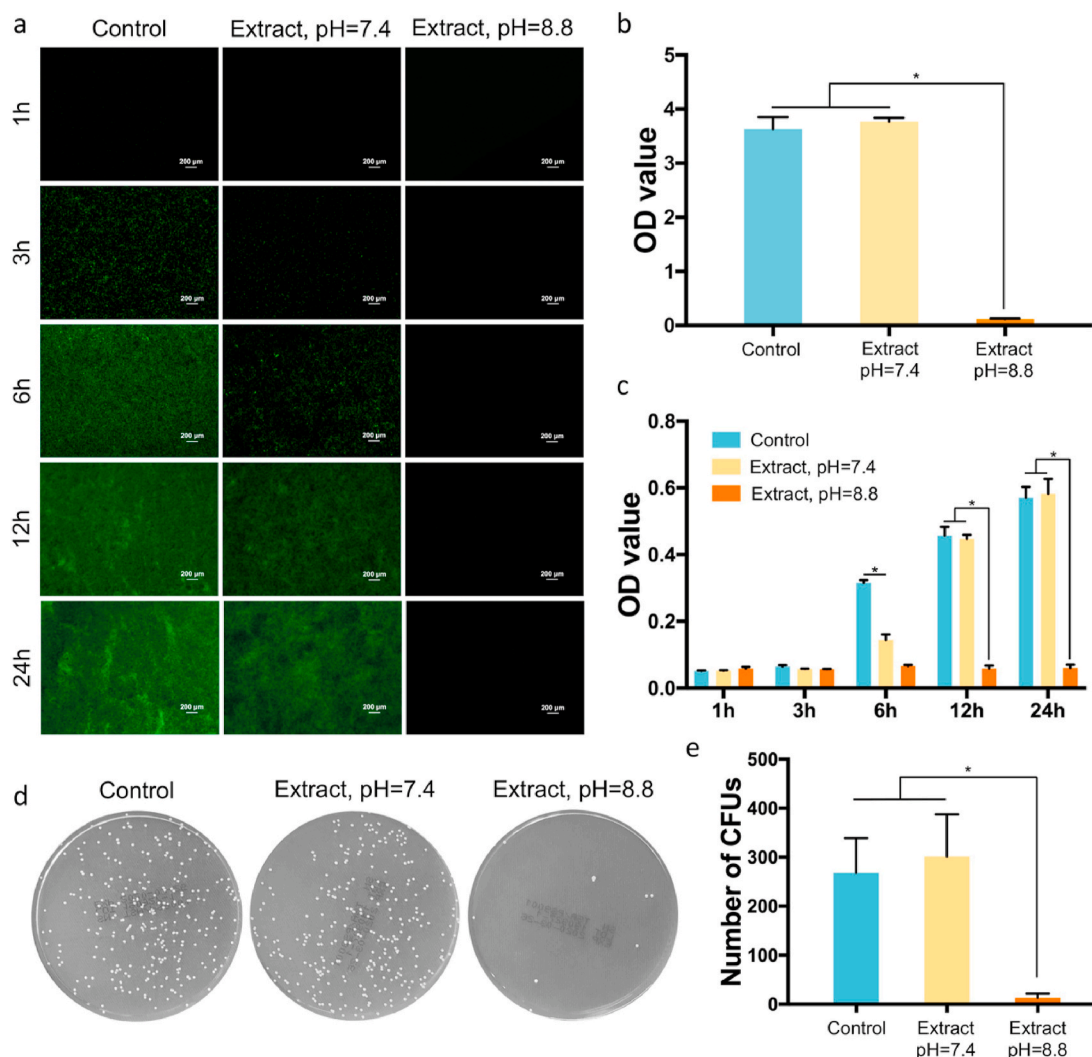 a
Control
Extract, pH=7.4
Extract, pH=8.8
1h
200 μm
200 μm
200 μm
3h
200 μm
200 μm
200 μm
6h
200 μm
200 μm
200 μm
12h
200 μm
200 μm
200 μm
24h
200 μm
200 μm
200 μm
b
OD value
5
4
3
2
1
0
*
Control
Extract
pH=7.4
Extract
pH=8.8
c
OD value
0.8
0.6
0.4
0.2
0.0
Control
Extract, pH=7.4
Extract, pH=8.8
*
*
*
1h
3h
6h
12h
24h
d
Control
Extract, pH=7.4
Extract, pH=8.8
e
Number of CFUs
500
400
300
200
100
0
*
Control
Extract
pH=7.4
Extract
pH=8.8